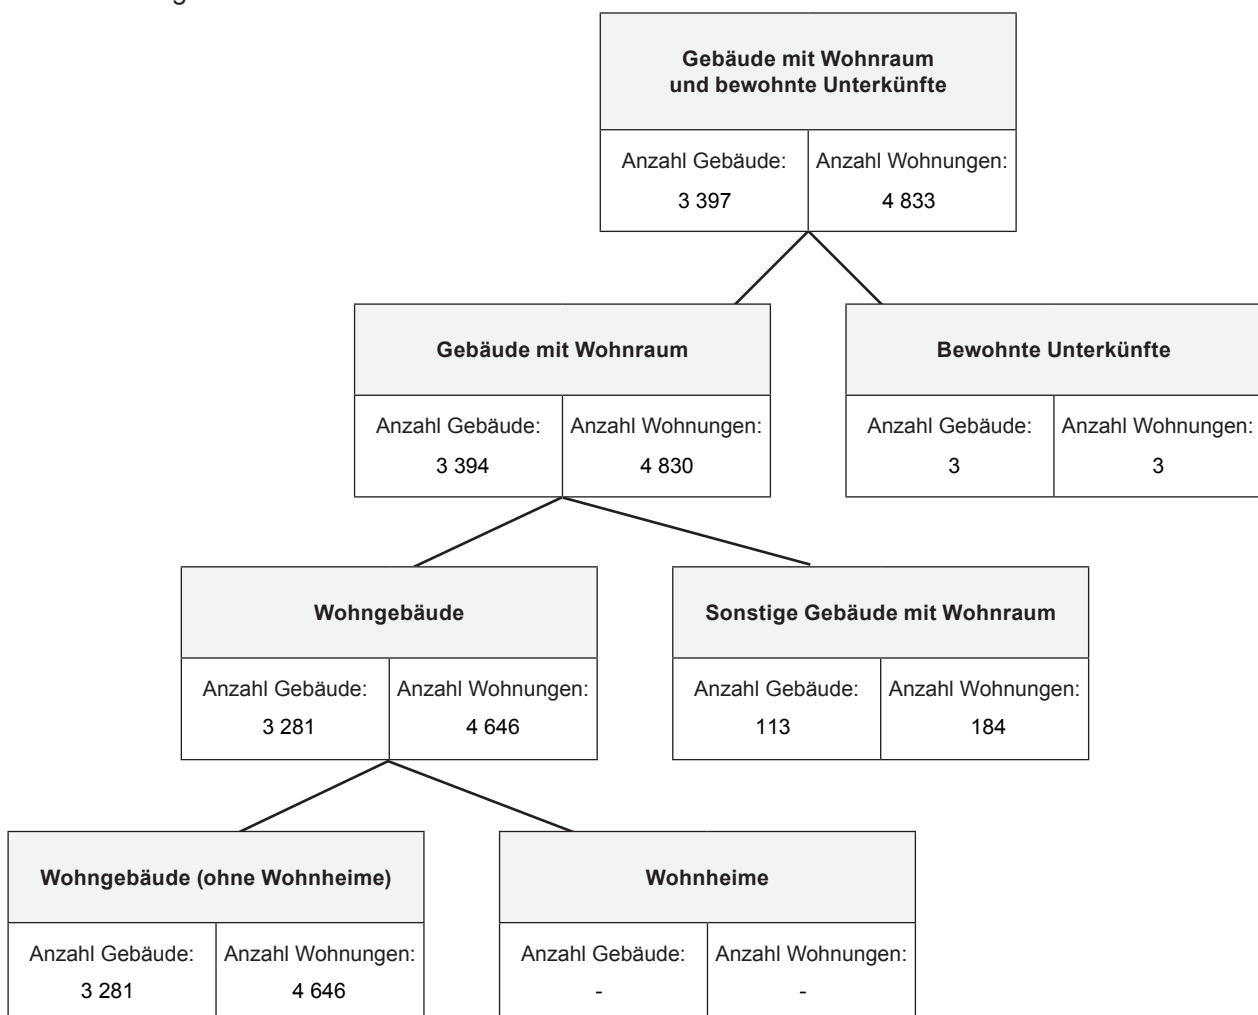 Gebäude mit Wohnraum
und bewohnte Unterkünfte
Anzahl Gebäude: Anzahl Wohnungen:
3 397 4 833
Gebäude mit Wohnraum
Anzahl Gebäude: Anzahl Wohnungen:
3 394 4 830
Bewohnte Unterkünfte
Anzahl Gebäude: Anzahl Wohnungen:
3 3
Wohngebäude
Anzahl Gebäude: Anzahl Wohnungen:
3 281 4 646
Sonstige Gebäude mit Wohnraum
Anzahl Gebäude: Anzahl Wohnungen:
113 184
Wohngebäude (ohne Wohnheime)
Anzahl Gebäude: Anzahl Wohnungen:
3 281 4 646
Wohnheime
Anzahl Gebäude: Anzahl Wohnungen:
- -